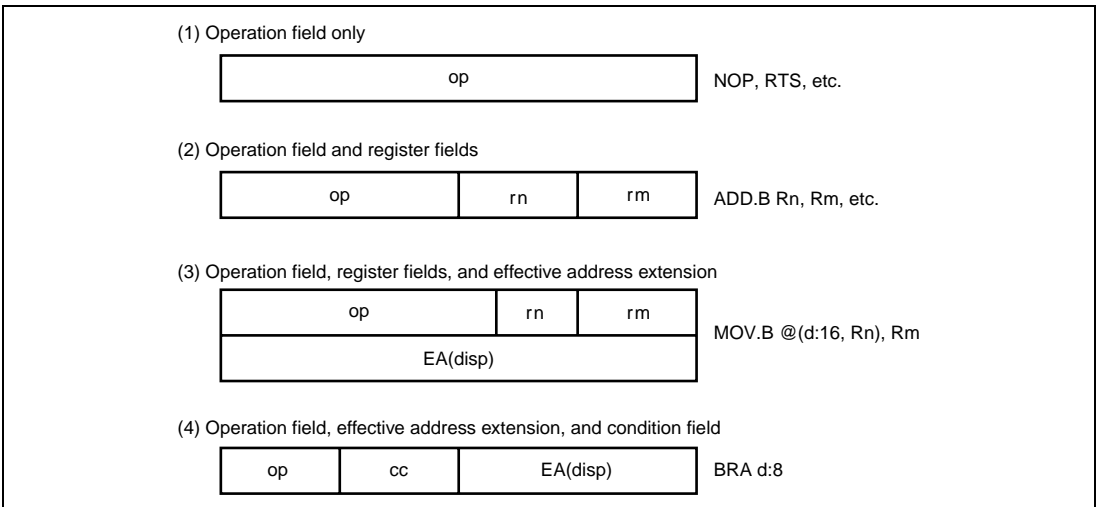 (1) Operation field only
op
NOP, RTS, etc.
(2) Operation field and register fields
op rn rm
ADD.B Rn, Rm, etc.
(3) Operation field, register fields, and effective address extension
op rn rm
MOV.B @(d:16, Rn), Rm
EA(disp)
(4) Operation field, effective address extension, and condition field
op cc EA(disp)
BRA d:8